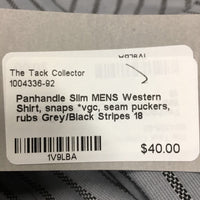 The Tack Collector
1004336-92
Panhandle Slim MENS Western
Shirt, snaps *vgc, seam puckers,
rubs Grey/Black Stripes 18
1V9LBA
$40.00